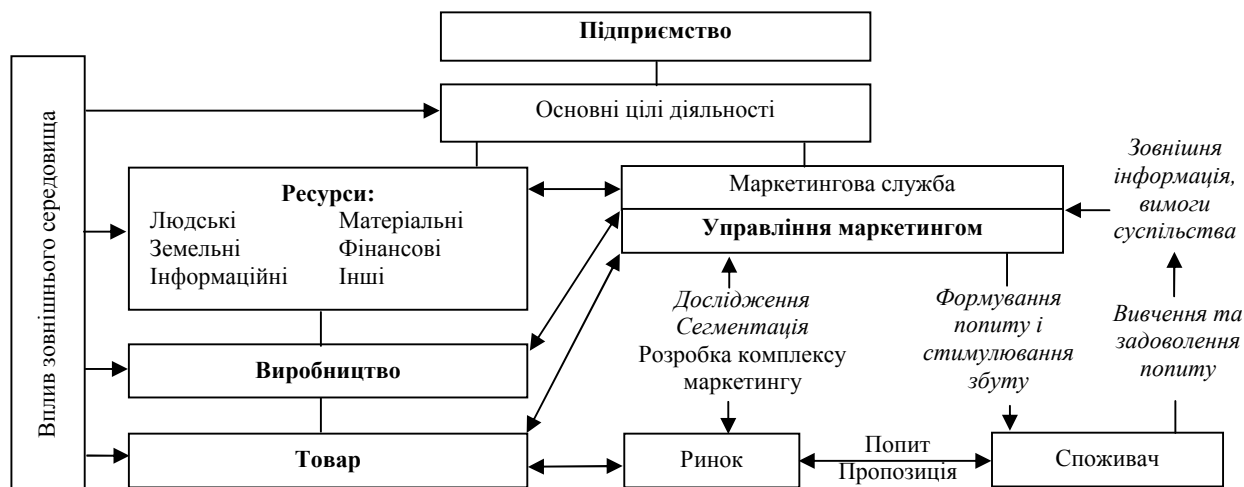 Підприємство
Основні цілі діяльності
Вплив зовнішнього середовища
Ресурси:
Людські Матеріальні
Земельні Фінансові
Інформаційні Інші
Маркетингова служба
Управління маркетингом
Зовнішня
інформація,
вимоги
суспільства
Дослідження
Сегментація
Розробка комплексу
маркетингу
Формування
попиту і
стимулювання
збуту
Вивчення та
задоволення
попиту
Виробництво
Товар
Ринок
Попит
Пропозиція
Споживач